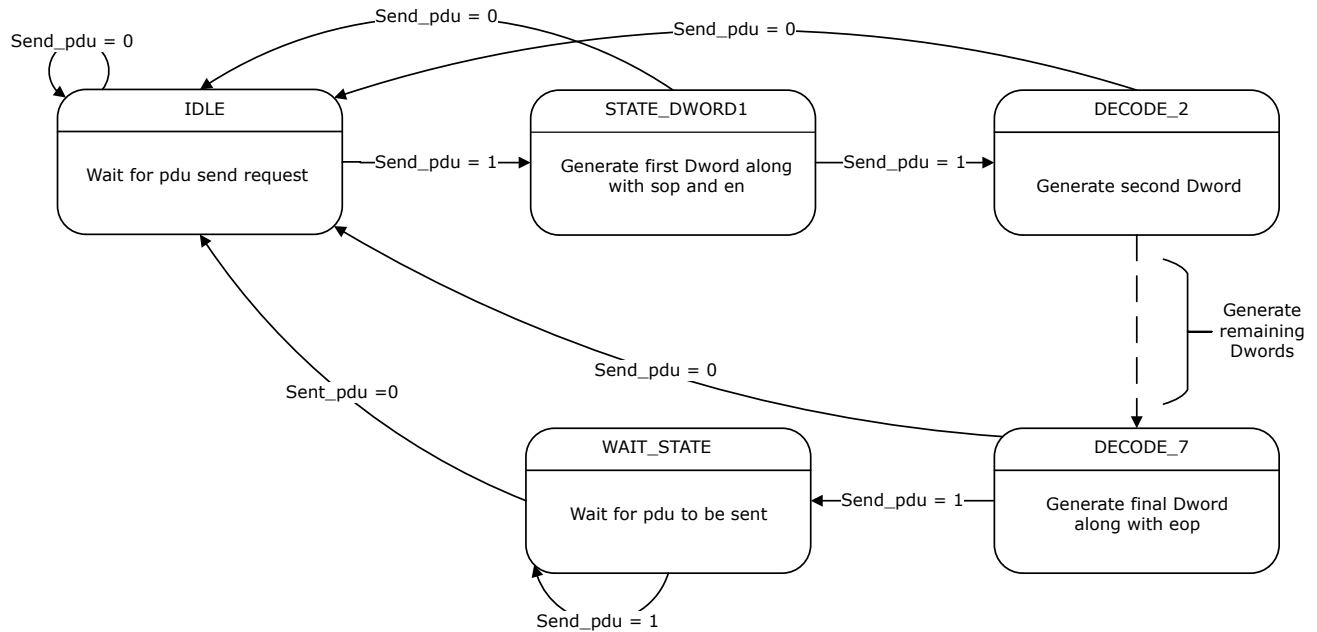 Send_pdu = 0
Send_pdu = 0
Send_pdu = 0
IDLE
Wait for pdu send request
Send_pdu = 1
STATE_DWORD1
Generate first Dword along
with sop and en
Send_pdu = 1
DECODE_2
Generate second Dword
Generate
remaining
Dwords
Send_pdu = 0
Sent_pdu =0
WAIT_STATE
Wait for pdu to be sent
Send_pdu = 1
DECODE_7
Generate final Dword
along with eop
Send_pdu = 1